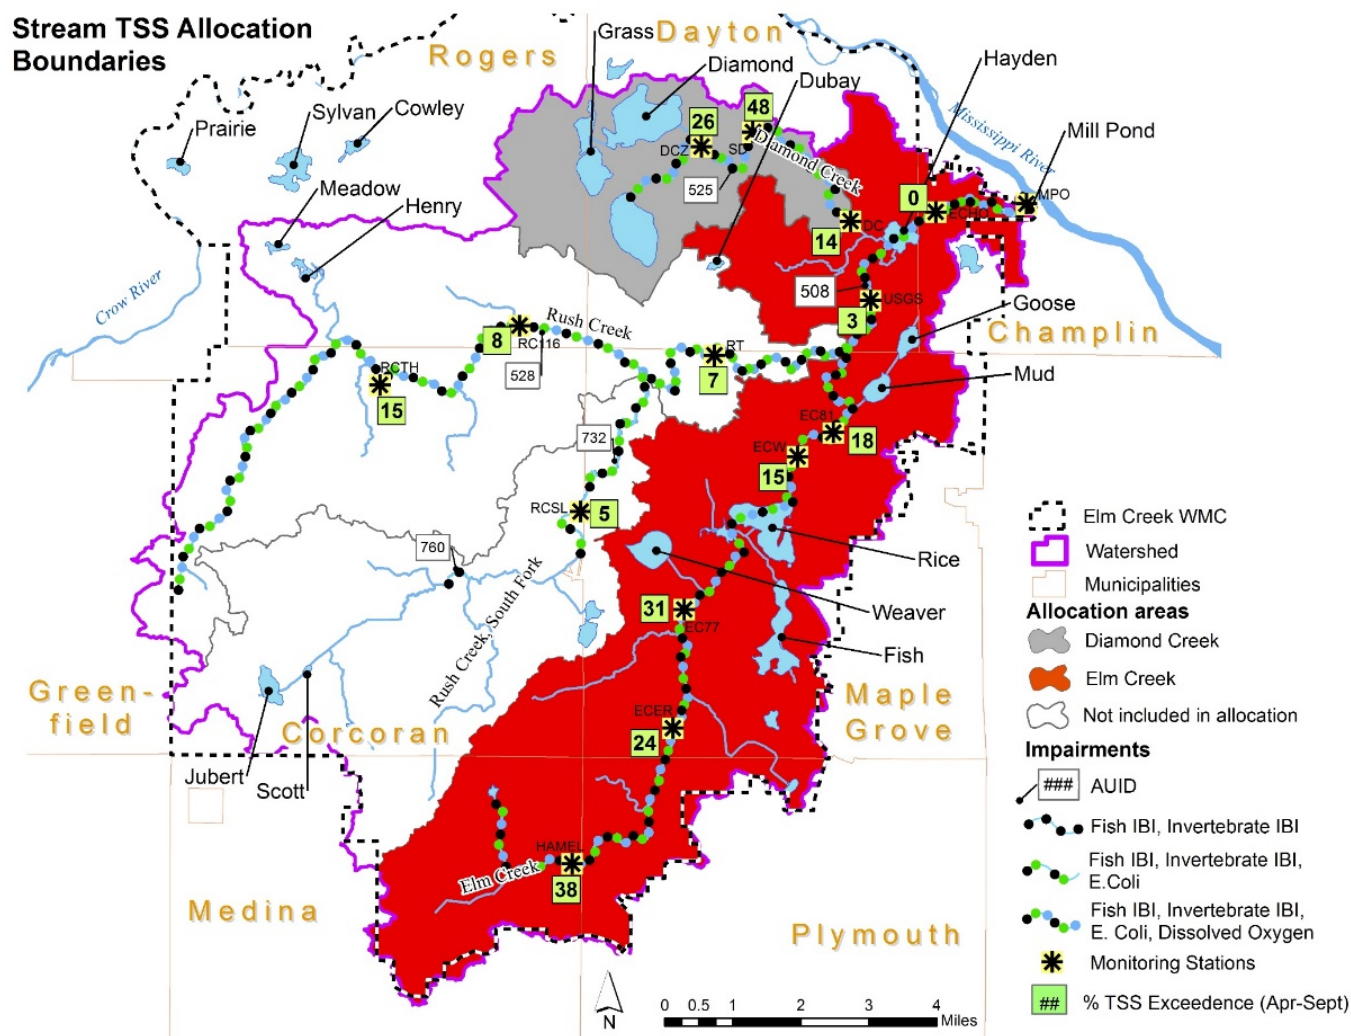 Stream TSS Allocation
Boundaries
Rogers
Dayton
Grass
Diamond
Dubay
Hayden
Mississippi River
Mill Pond
Prairie
Sylvan
Cowley
Meadow
Henry
Crow River
26
48
DCZ
SD
Diamond Creek
525
0
ECHO
MPO
14
DC
508
USGS
3
Goose
Champlin
Mud
Rush Creek
8
RC116
528
RCTH
15
RT
7
732
EC81
18
ECW
15
RCSL
5
760
Rush Creek, South Fork
Rice
Weaver
Fish
31
EC77
ECER
24
Green-
field
Corcoran
Jubert
Scott
Maple
Grove
HAMEL
Elm Creek
38
Medina
Plymouth
N
0 0.5 1 2 3 4
Miles
Elm Creek WMC
Watershed
Municipalities
Allocation areas
Diamond Creek
Elm Creek
Not included in allocation
Impairments
### AUID
Fish IBI, Invertebrate IBI
Fish IBI, Invertebrate IBI,
E.Coli
Fish IBI, Invertebrate IBI,
E. Coli, Dissolved Oxygen
Monitoring Stations
## % TSS Exceedence (Apr-Sept)